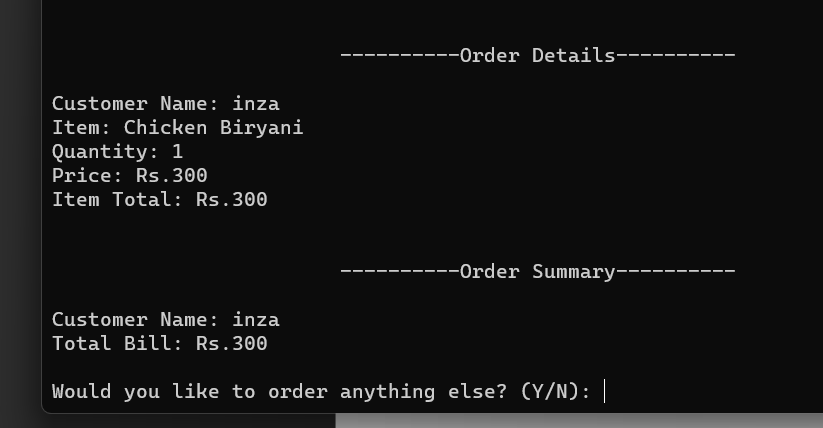 ----------Order Details----------
Customer Name: inza
Item: Chicken Biryani
Quantity: 1
Price: Rs.300
Item Total: Rs.300
----------Order Summary----------
Customer Name: inza
Total Bill: Rs.300
Would you like to order anything else? (Y/N):